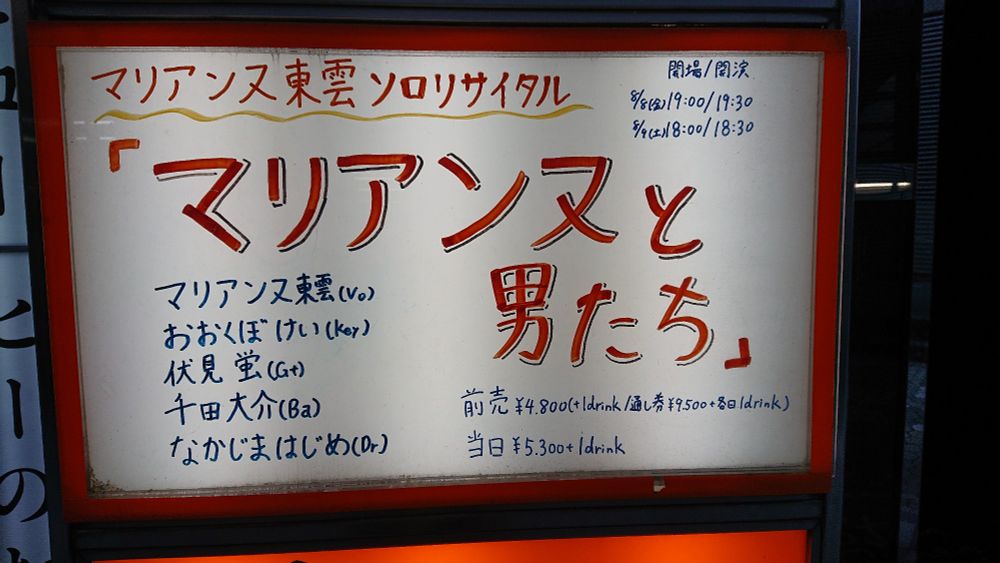 マリアンヌ東雲 ソロリサイタル
開場/開演
8/8(金)19:00/19:30
8/9(土)18:00/18:30
「マリアンヌと
男たち」
マリアンヌ東雲(Vo)
おおくぼけい(Key)
伏見 蛍(Gt)
千田大介(Ba)
なかじまはじめ(Dr)
前売 ¥4.800(+1drink/通し券¥9.500+各日1drink)
当日 ¥5.300+1drink
コーヒーの